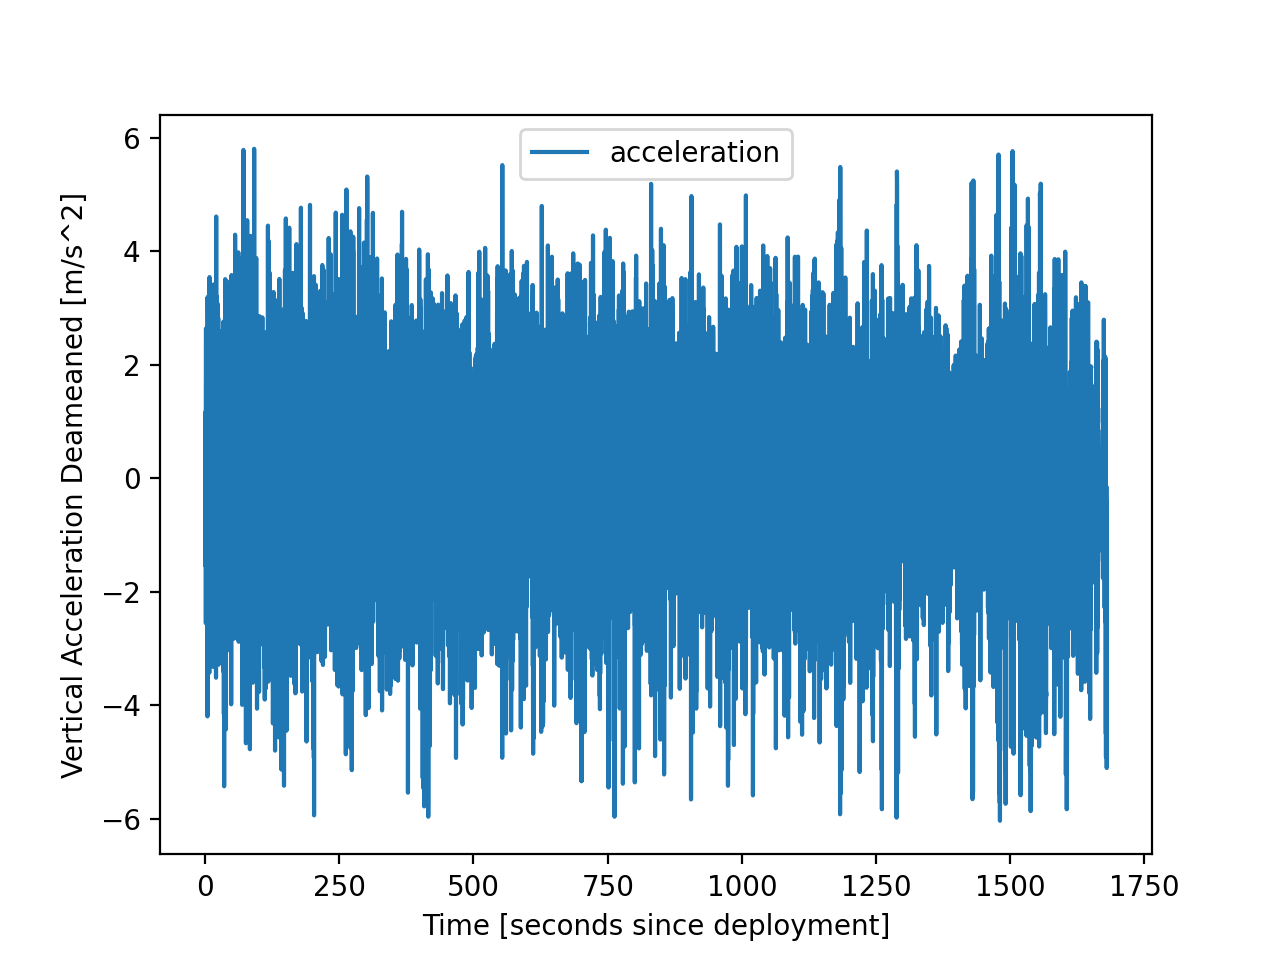 acceleration
6
4
2
0
−2
−4
−6
Vertical Acceleration Deameaned [m/s^2]
0 250 500 750 1000 1250 1500 1750
Time [seconds since deployment]